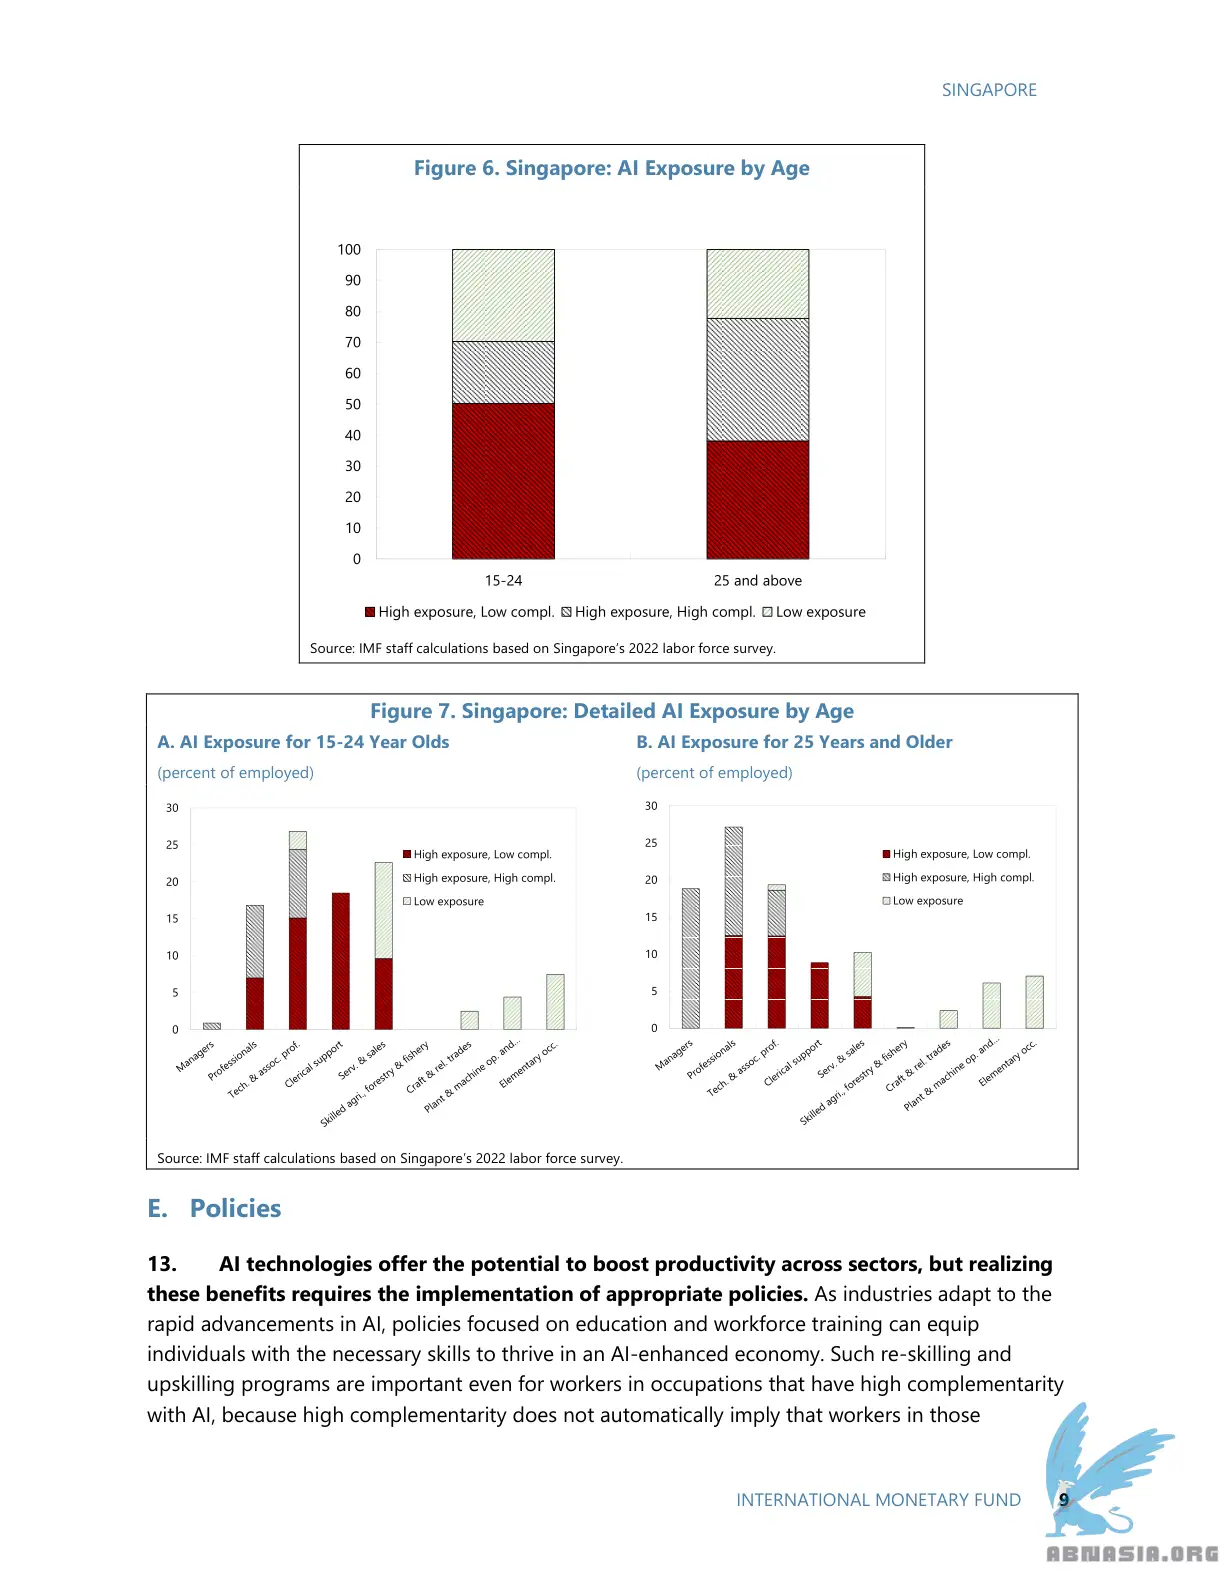 SINGAPORE
Figure 6. Singapore: AI Exposure by Age
100
90
80
70
60
50
40
30
20
10
0
15-24
25 and above
High exposure, Low compl.
High exposure, High compl.
Low exposure
Source: IMF staff calculations based on Singapore's 2022 labor force survey.
Figure 7. Singapore: Detailed AI Exposure by Age
A. AI Exposure for 15-24 Year Olds
(percent of employed)
30
25
20
15
10
5
0
High exposure, Low compl.
High exposure, High compl.
Low exposure
Managers
Professionals
Tech. & assoc. prof.
Clerical support
Serv. & sales
Skilled agri., forestry & fishery
Craft & rel. trades
Plant & machine op. and...
Elementary occ.
B. AI Exposure for 25 Years and Older
(percent of employed)
30
25
20
15
10
5
0
High exposure, Low compl.
High exposure, High compl.
Low exposure
Managers
Professionals
Tech. & assoc. prof.
Clerical support
Serv. & sales
Skilled agri., forestry & fishery
Craft & rel. trades
Plant & machine op. and...
Elementary occ.
Source: IMF staff calculations based on Singapore's 2022 labor force survey.
E. Policies
13. AI technologies offer the potential to boost productivity across sectors, but realizing
these benefits requires the implementation of appropriate policies. As industries adapt to the
rapid advancements in AI, policies focused on education and workforce training can equip
individuals with the necessary skills to thrive in an AI-enhanced economy. Such re-skilling and
upskilling programs are important even for workers in occupations that have high complementarity
with AI, because high complementarity does not automatically imply that workers in those
INTERNATIONAL MONETARY FUND 9
ABNASIA.ORG